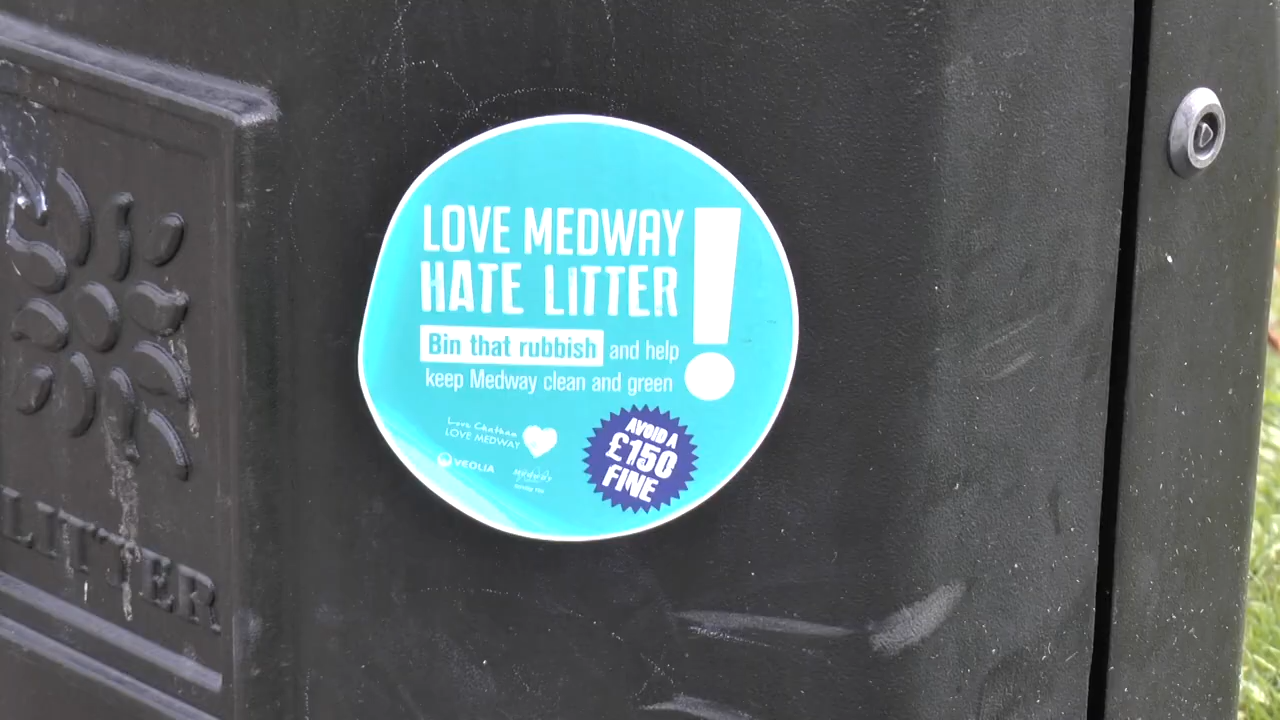 LOVE MEDWAY
HATE LITTER!
Bin that rubbish and help
keep Medway clean and green
Love Chatham
LOVE MEDWAY
VEOLIA
Medway
AVOID A
£150
FINE
LITTER